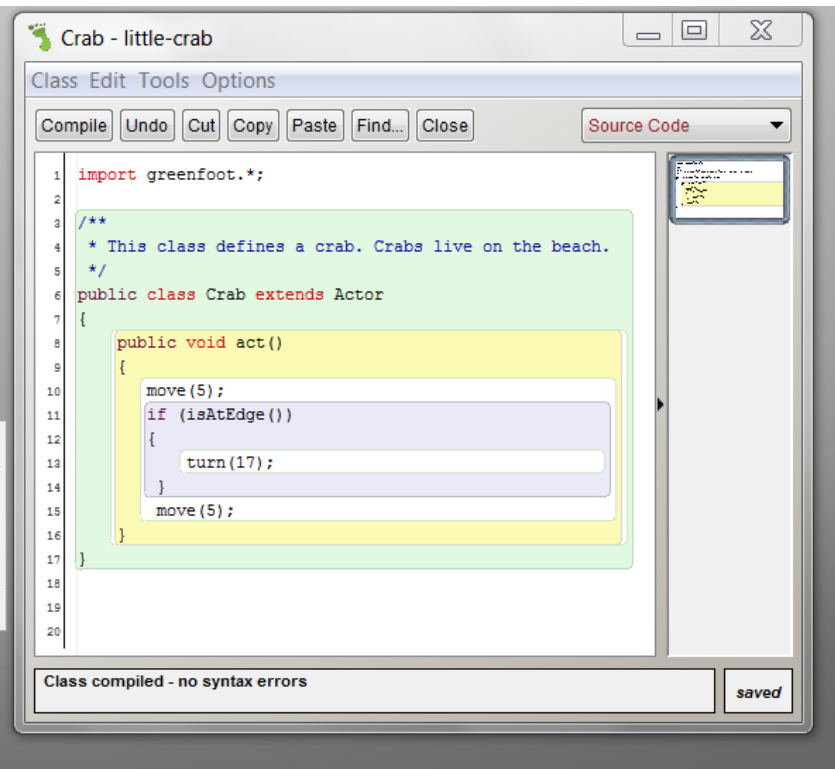 Crab - little-crab
Class Edit Tools Options
Compile Undo Cut Copy Paste Find... Close Source Code
1 import greenfoot.*;
2
3 /**
4 * This class defines a crab. Crabs live on the beach.
5 */
6 public class Crab extends Actor
7 {
8 public void act()
9 {
10 move(5);
11 if (isAtEdge())
12 {
13 turn(17);
14 }
15 move(5);
16 }
17 }
18
19
20
Class compiled - no syntax errors saved